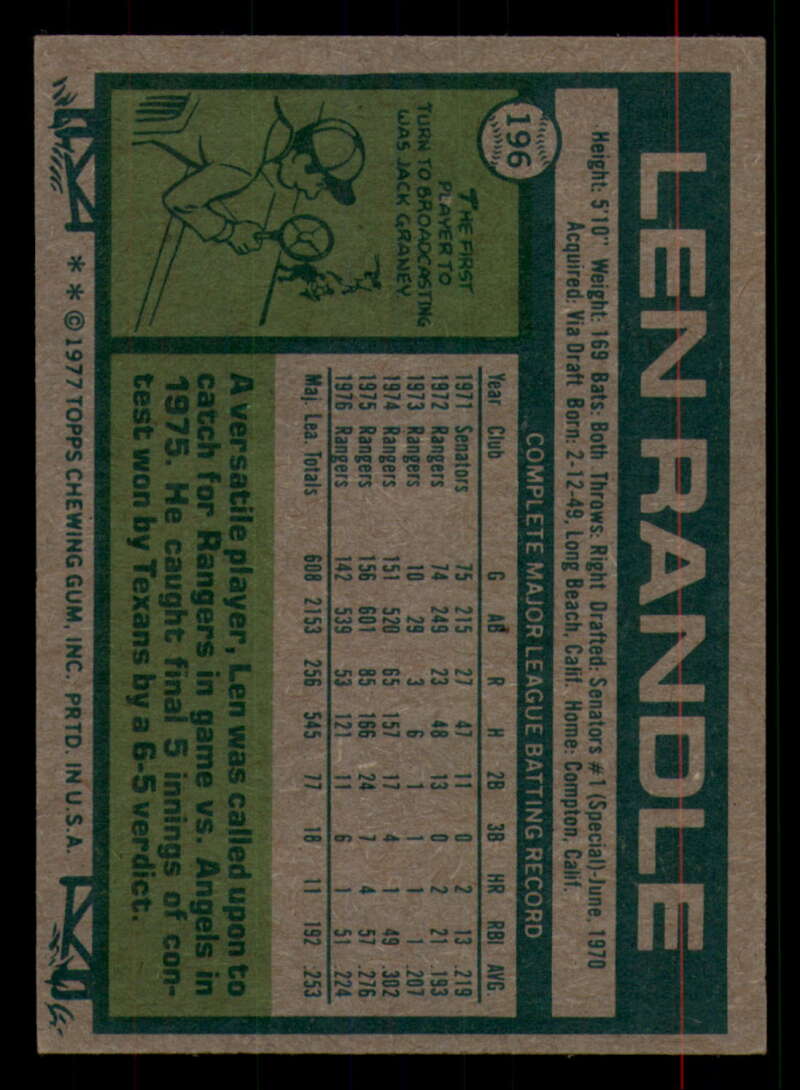 LEN RANDLE
196
Height: 5'10" Weight: 169 Bats: Both Throws: Right Drafted: Senators #1 (Special)-June, 1970
Acquired: Via Draft Born: 2-12-49, Long Beach, Calif. Home: Compton, Calif.
THE FIRST
PLAYER TO
TURN TO BROADCASTING
WAS JACK GRANEY
COMPLETE MAJOR LEAGUE BATTING RECORD
Year Club G AB R H 2B 3B HR RBI AVG.
1971 Senators 75 215 27 47 11 0 2 13 .219
1972 Rangers 74 249 23 48 13 0 2 21 .193
1973 Rangers 10 29 3 6 1 1 1 1 .207
1974 Rangers 151 520 65 157 17 4 1 49 .302
1975 Rangers 156 601 85 166 24 7 4 57 .276
1976 Rangers 142 539 53 121 11 6 1 51 .224
Maj. Lea. Totals 608 2153 256 545 77 18 11 192 .253
A versatile player, Len was called upon to
catch for Rangers in game vs. Angels in
1975. He caught final 5 innings of con-
test won by Texans by a 6-5 verdict.
* * © 1977 TOPPS CHEWING GUM, INC. PRTD. IN U.S.A.